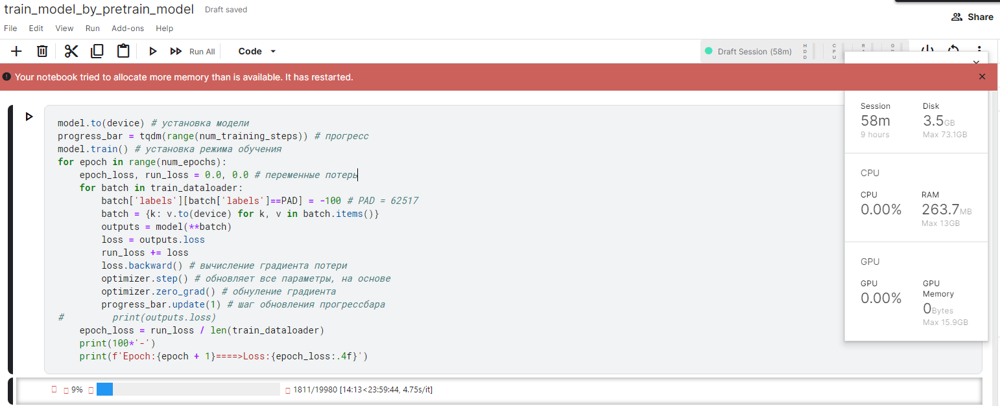 train_model_by_pretrain_model Draft saved
Share
File Edit View Run Add-ons Help
Run All Code Draft Session (58m) HDD CPU
Your notebook tried to allocate more memory than is available. It has restarted.
model.to(device) # установка модели
progress_bar = tqdm(range(num_training_steps)) # прогресс
model.train() # установка режима обучения
for epoch in range(num_epochs):
epoch_loss, run_loss = 0.0, 0.0 # переменные потерь
for batch in train_dataloader:
batch['labels'][batch['labels']==PAD] = -100 # PAD = 62517
batch = {k: v.to(device) for k, v in batch.items()}
outputs = model(**batch)
loss = outputs.loss
run_loss += loss
loss.backward() # вычисление градиента потери
optimizer.step() # обновляет все параметры, на основе
optimizer.zero_grad() # обнуление градиента
progress_bar.update(1) # шаг обновления прогрессбара
# print(outputs.loss)
epoch_loss = run_loss / len(train_dataloader)
print(100*'-')
print(f'Epoch:{epoch + 1}====>Loss:{epoch_loss:.4f}')
9% 1811/19980 [14:13<23:59:44, 4.75s/it]
Session Disk
58m 3.5GB
9 hours Max 73.1GB
CPU
CPU RAM
0.00% 263.7MB
Max 13GB
GPU
GPU GPU Memory
0.00% 0Bytes
Max 15.9GB